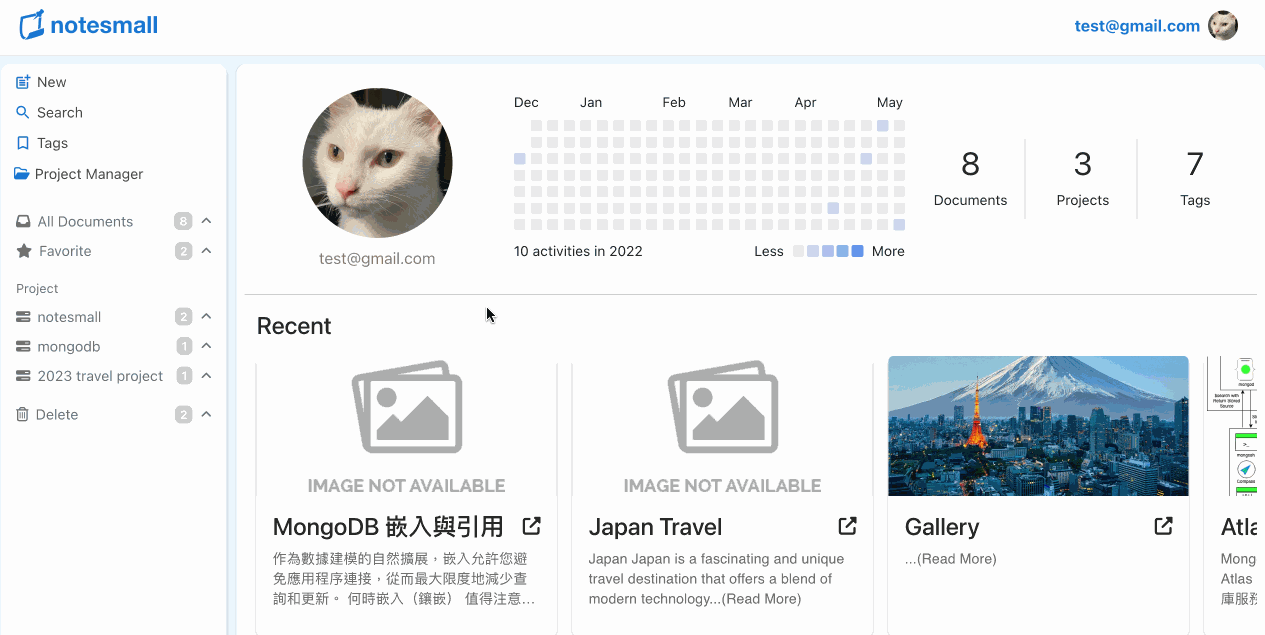 notesmall
test@gmail.com
New
Search
Tags
Project Manager
All Documents 8
Favorite 2
Project
notesmall 2
mongodb 1
2023 travel project 1
Delete 2
test@gmail.com
Dec Jan Feb Mar Apr May
10 activities in 2022 Less More
8 3 7
Documents Projects Tags
Recent
IMAGE NOT AVAILABLE
MongoDB 嵌入與引用
作為數據建模的自然擴展，嵌入允許您避
免應用程序連接，從而最大限度地減少查
詢和更新。 何時嵌入（鑲嵌） 值得注意...
IMAGE NOT AVAILABLE
Japan Travel
Japan Japan is a fascinating and unique
travel destination that offers a blend of
modern technology...(Read More)
Gallery
...(Read More)
mongod
mongosh
Compass
Atla
Mong
Atlas
庫服務